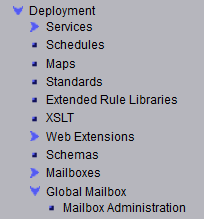 Deployment
Services
Schedules
Maps
Standards
Extended Rule Libraries
XSLT
Web Extensions
Schemas
Mailboxes
Global Mailbox
Mailbox Administration